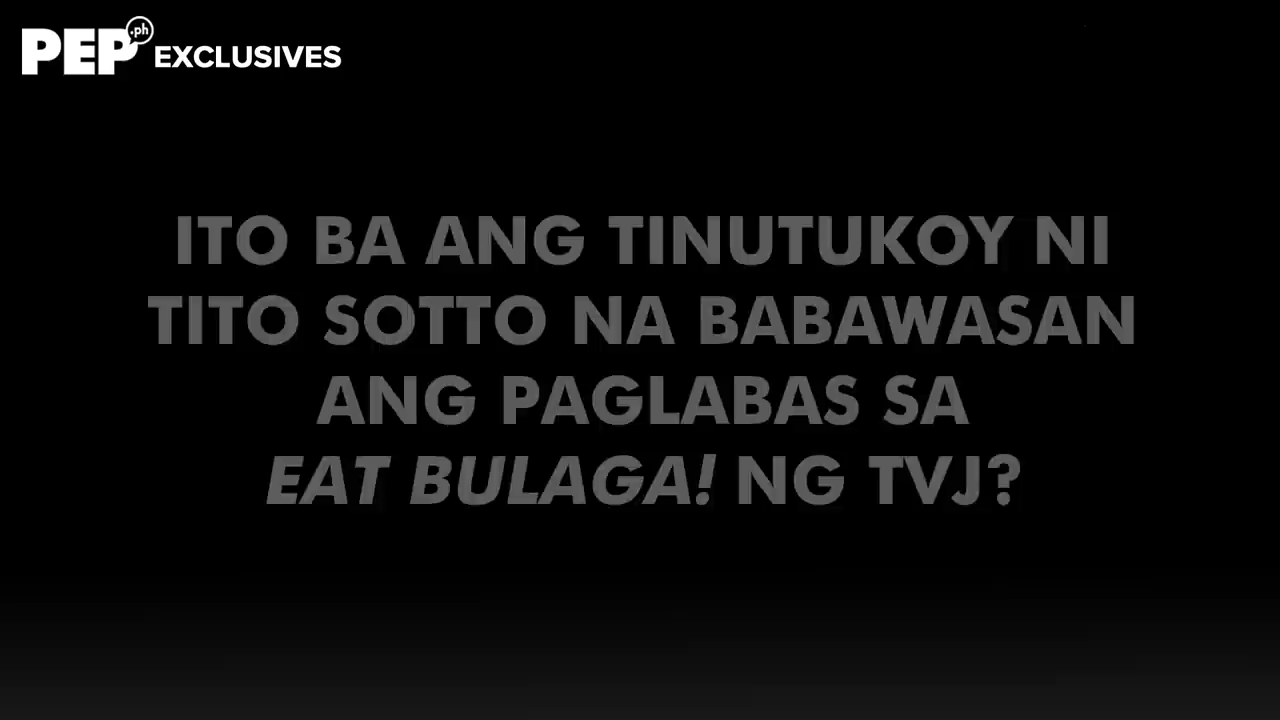 PEP.ph EXCLUSIVES
ITO BA ANG TINUTUKOY NI
TITO SOTTO NA BABAWASAN
ANG PAGLABAS SA
EAT BULAGA! NG TVJ?